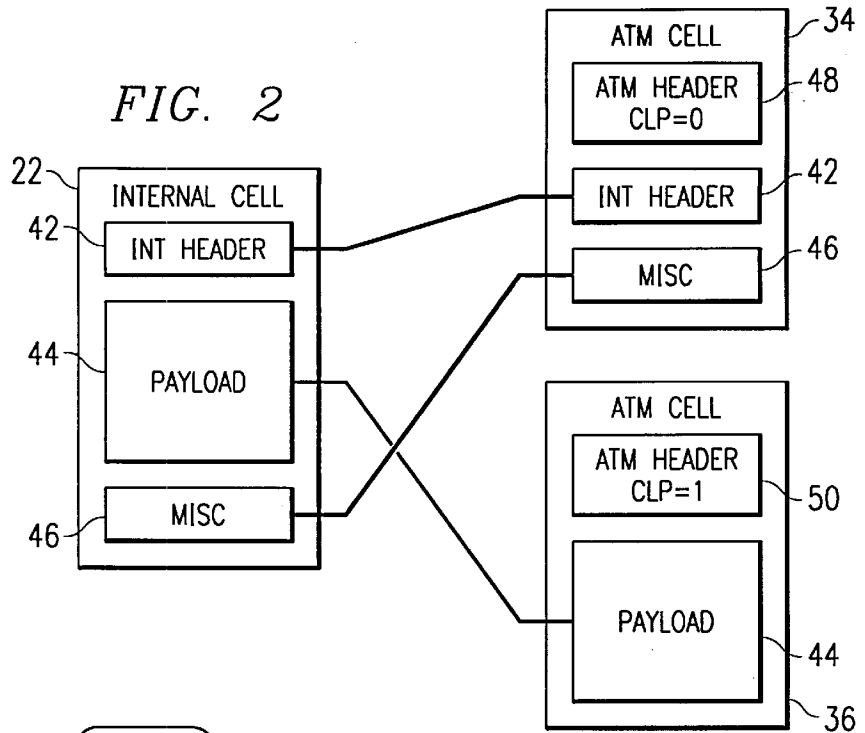 FIG. 2
22
INTERNAL CELL
42
INT HEADER
44
PAYLOAD
46
MISC
34
ATM CELL
ATM HEADER
CLP=0
48
INT HEADER
42
MISC
46
ATM CELL
ATM HEADER
CLP=1
50
PAYLOAD
44
36